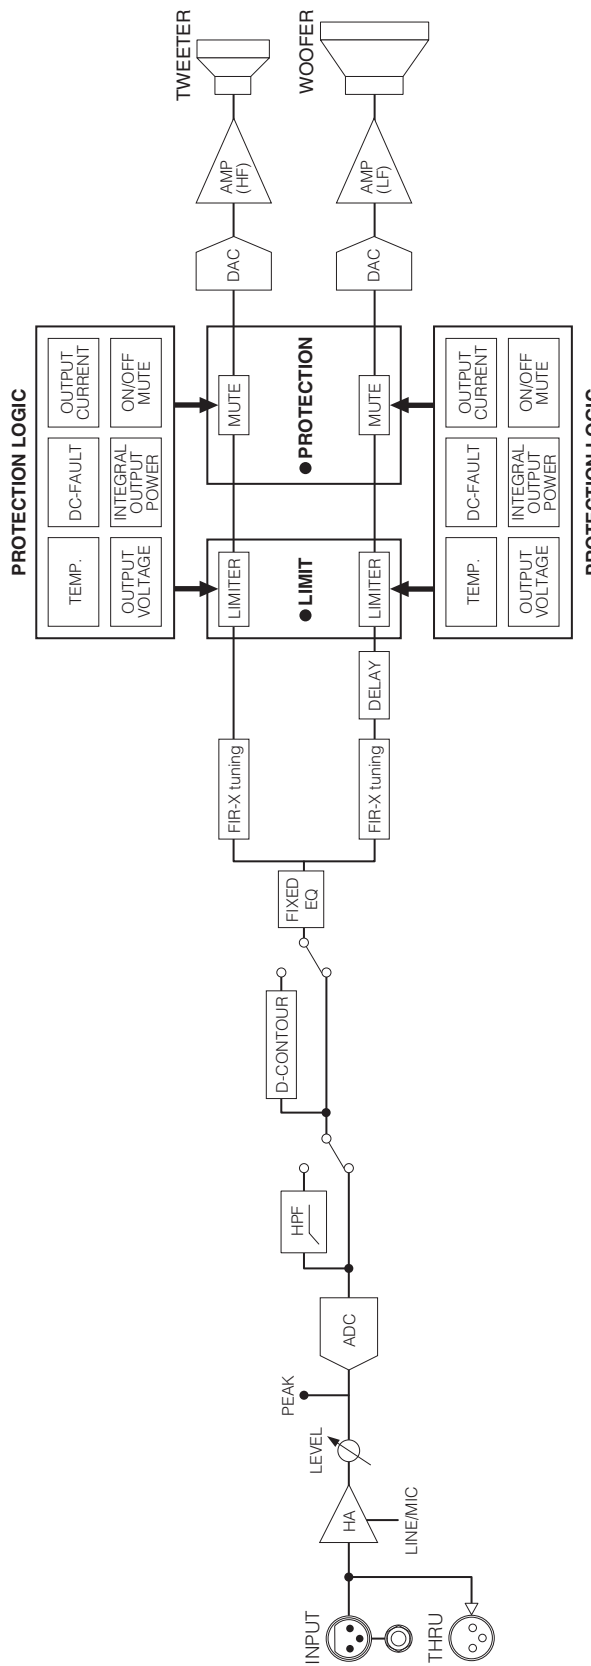 PROTECTION LOGIC
TEMP.
DC-FAULT
OUTPUT
CURRENT
OUTPUT
VOLTAGE
INTEGRAL
OUTPUT
POWER
ON/OFF
MUTE
INPUT
THRU
HA
LINE/MIC
LEVEL
PEAK
ADC
HPF
D-CONTOUR
FIXED
EQ
FIR-X tuning
LIMITER
MUTE
DAC
AMP
(HF)
TWEETER
●LIMIT
●PROTECTION
FIR-X tuning
DELAY
LIMITER
MUTE
DAC
AMP
(LF)
WOOFER
TEMP.
DC-FAULT
OUTPUT
CURRENT
OUTPUT
VOLTAGE
INTEGRAL
OUTPUT
POWER
ON/OFF
MUTE
PROTECTION LOGIC